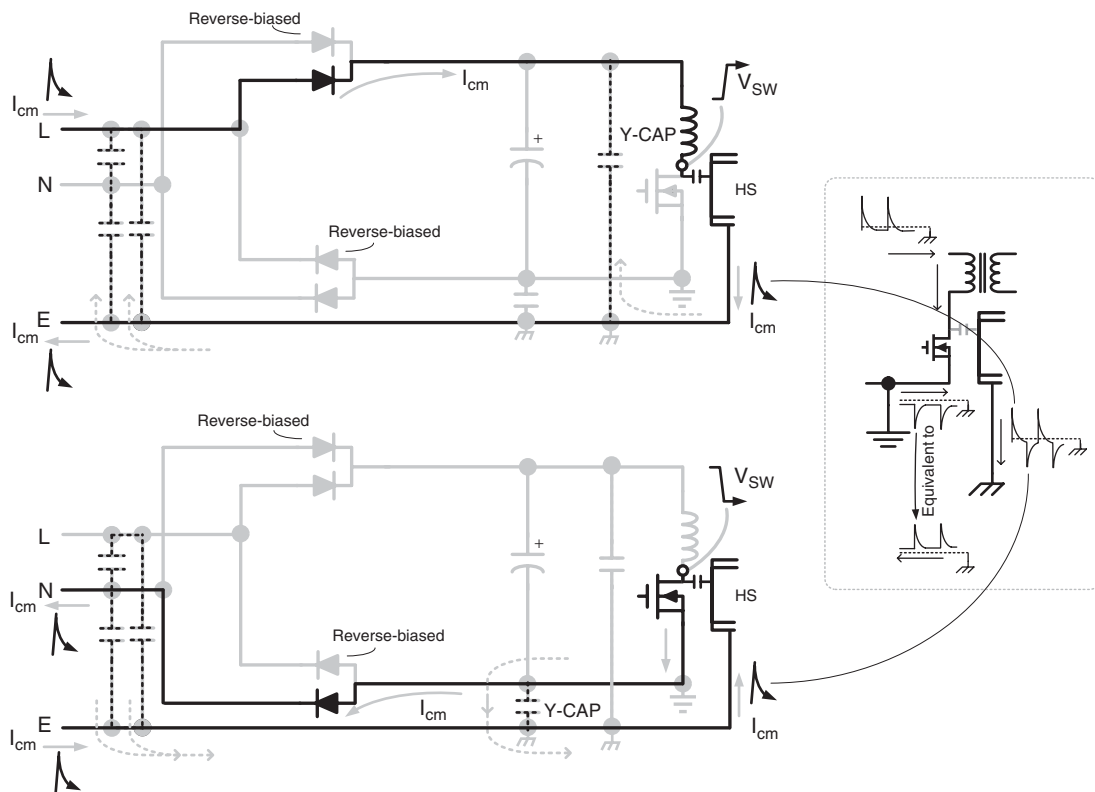 Reverse-biased
I_cm
L
N
E
I_cm
I_cm
Reverse-biased
+
Y-CAP
V_SW
HS
I_cm
Reverse-biased
L
N
I_cm
E
I_cm
Reverse-biased
I_cm
+
Y-CAP
V_SW
HS
I_cm
Equivalent to